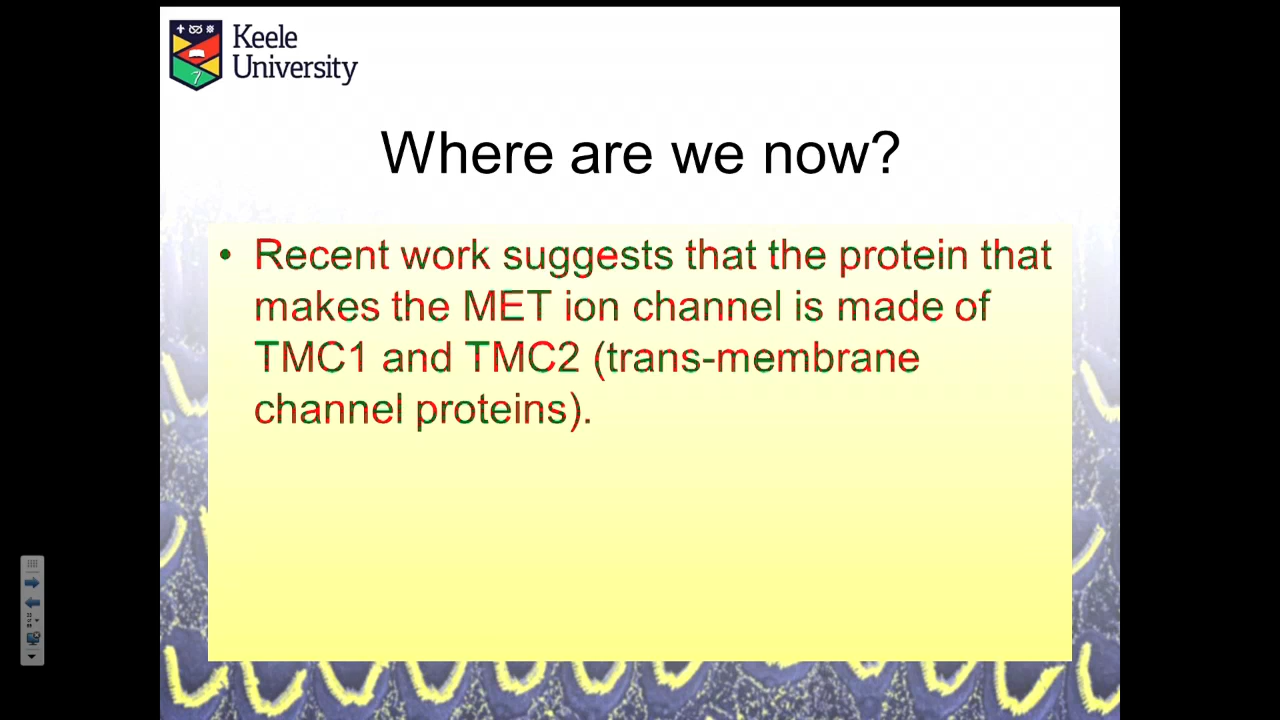 Keele
University
Where are we now?
• Recent work suggests that the protein that
makes the MET ion channel is made of
TMC1 and TMC2 (trans-membrane
channel proteins).